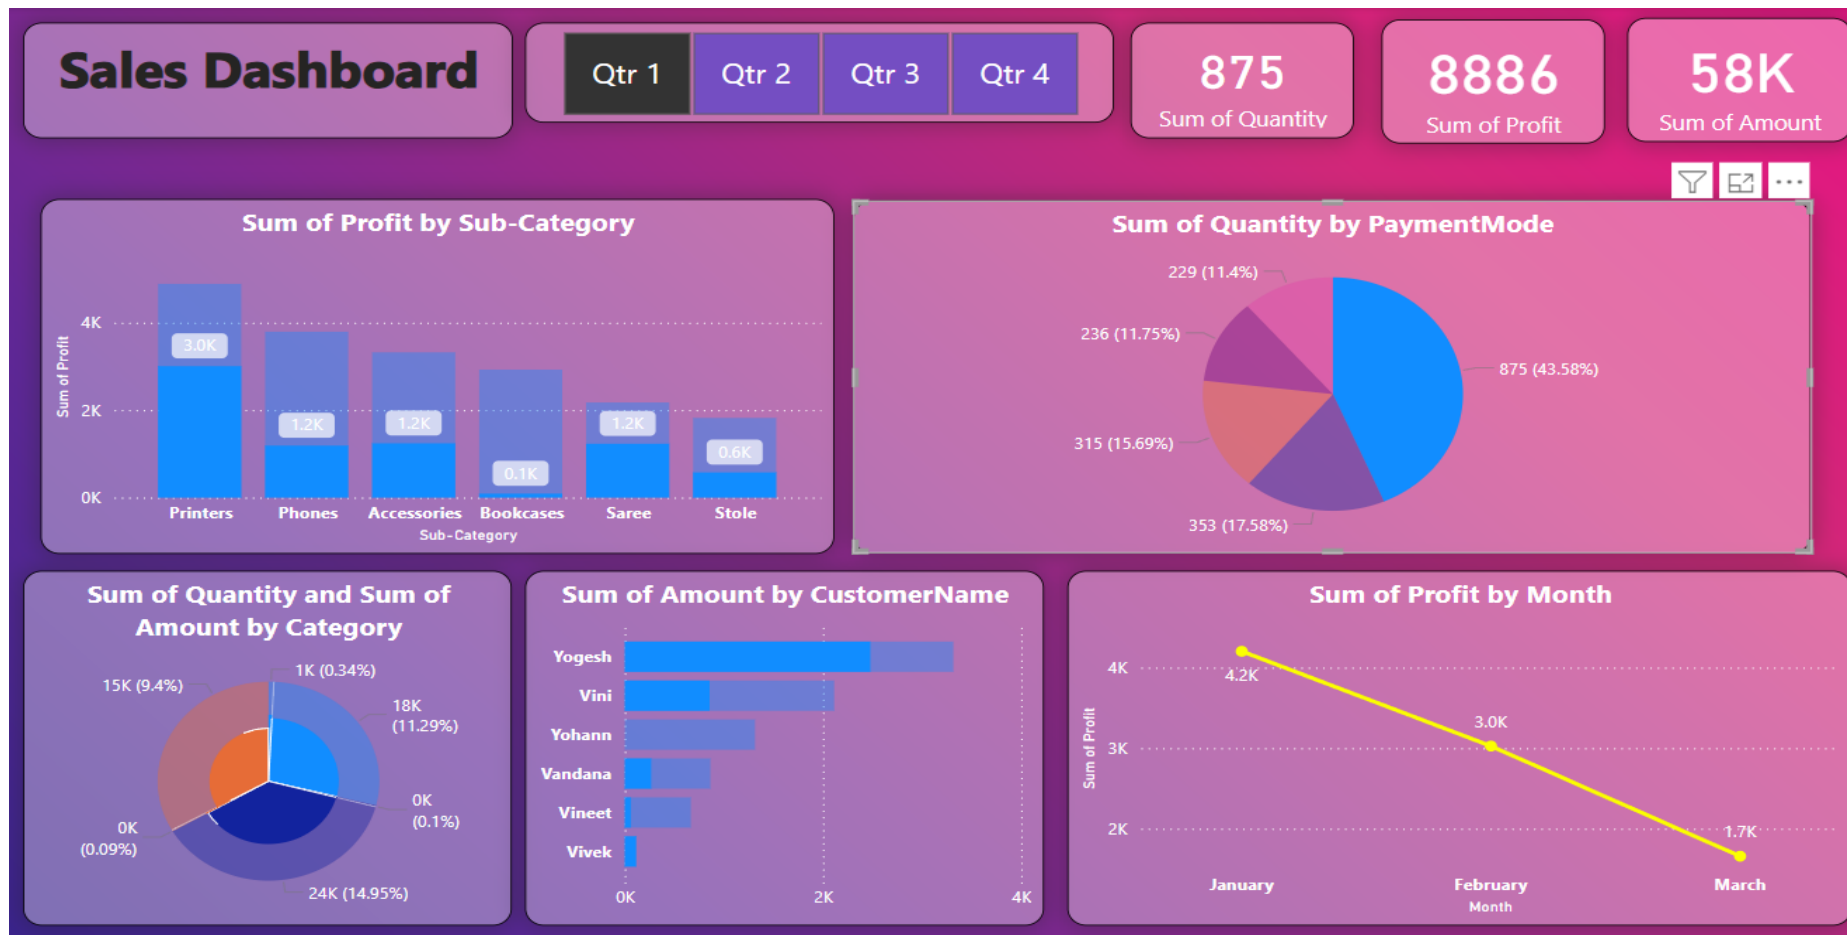 Sales Dashboard
Qtr 1
Qtr 2
Qtr 3
Qtr 4
875
Sum of Quantity
8886
Sum of Profit
58K
Sum of Amount
Sum of Profit by Sub-Category
Sum of Profit
4K
2K
0K
3.0K
1.2K
1.2K
0.1K
1.2K
0.6K
Printers
Phones
Accessories
Bookcases
Saree
Stole
Sub-Category
Sum of Quantity by PaymentMode
229 (11.4%)
236 (11.75%)
315 (15.69%)
353 (17.58%)
875 (43.58%)
Sum of Quantity and Sum of
Amount by Category
1K (0.34%)
15K (9.4%)
18K
(11.29%)
0K
(0.1%)
0K
(0.09%)
24K (14.95%)
Sum of Amount by CustomerName
Yogesh
Vini
Yohann
Vandana
Vineet
Vivek
0K
2K
4K
Sum of Profit by Month
Sum of Profit
4K
3K
2K
4.2K
3.0K
1.7K
January
February
March
Month